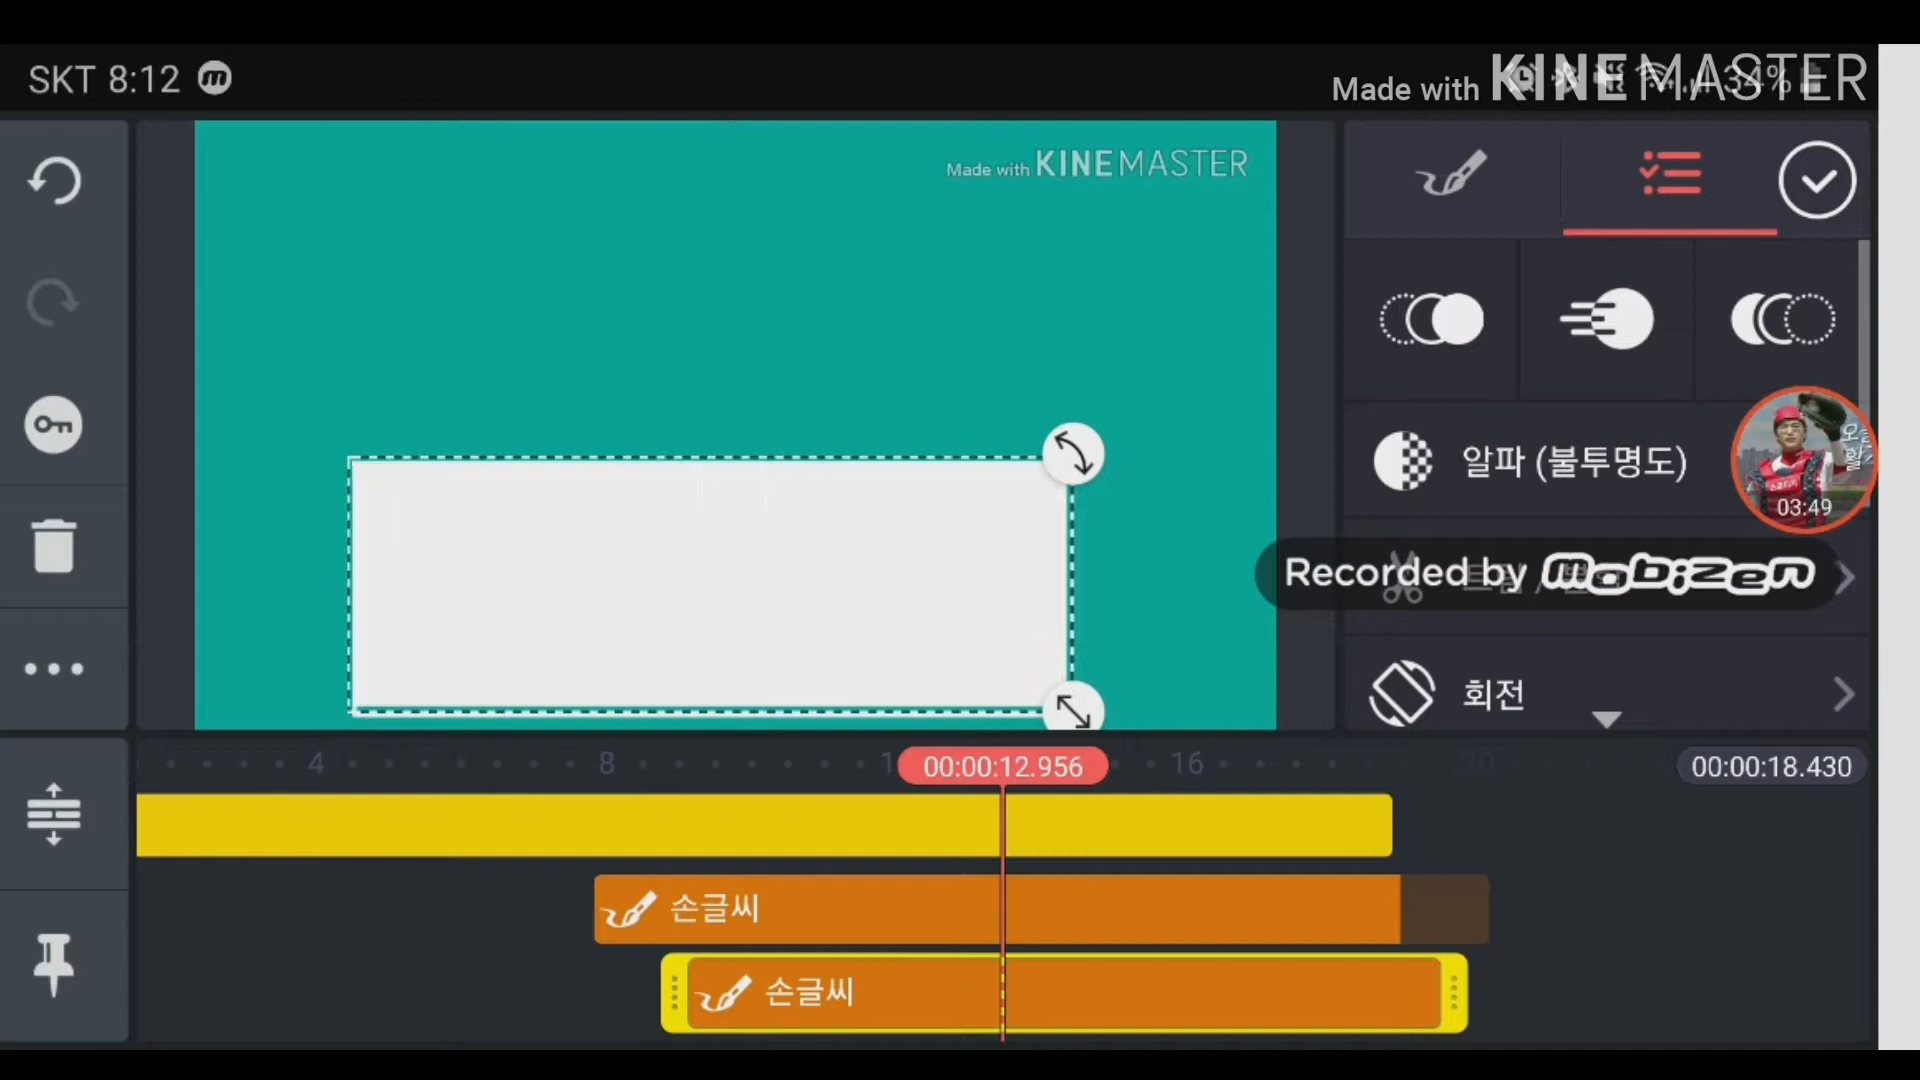 SKT 8:12
Made with KINEMASTER
34%
Made with KINEMASTER
알파 (불투명도)
03:49
Recorded by mobizen
회전
4
8
00:00:12.956
16
20
00:00:18.430
손글씨
손글씨